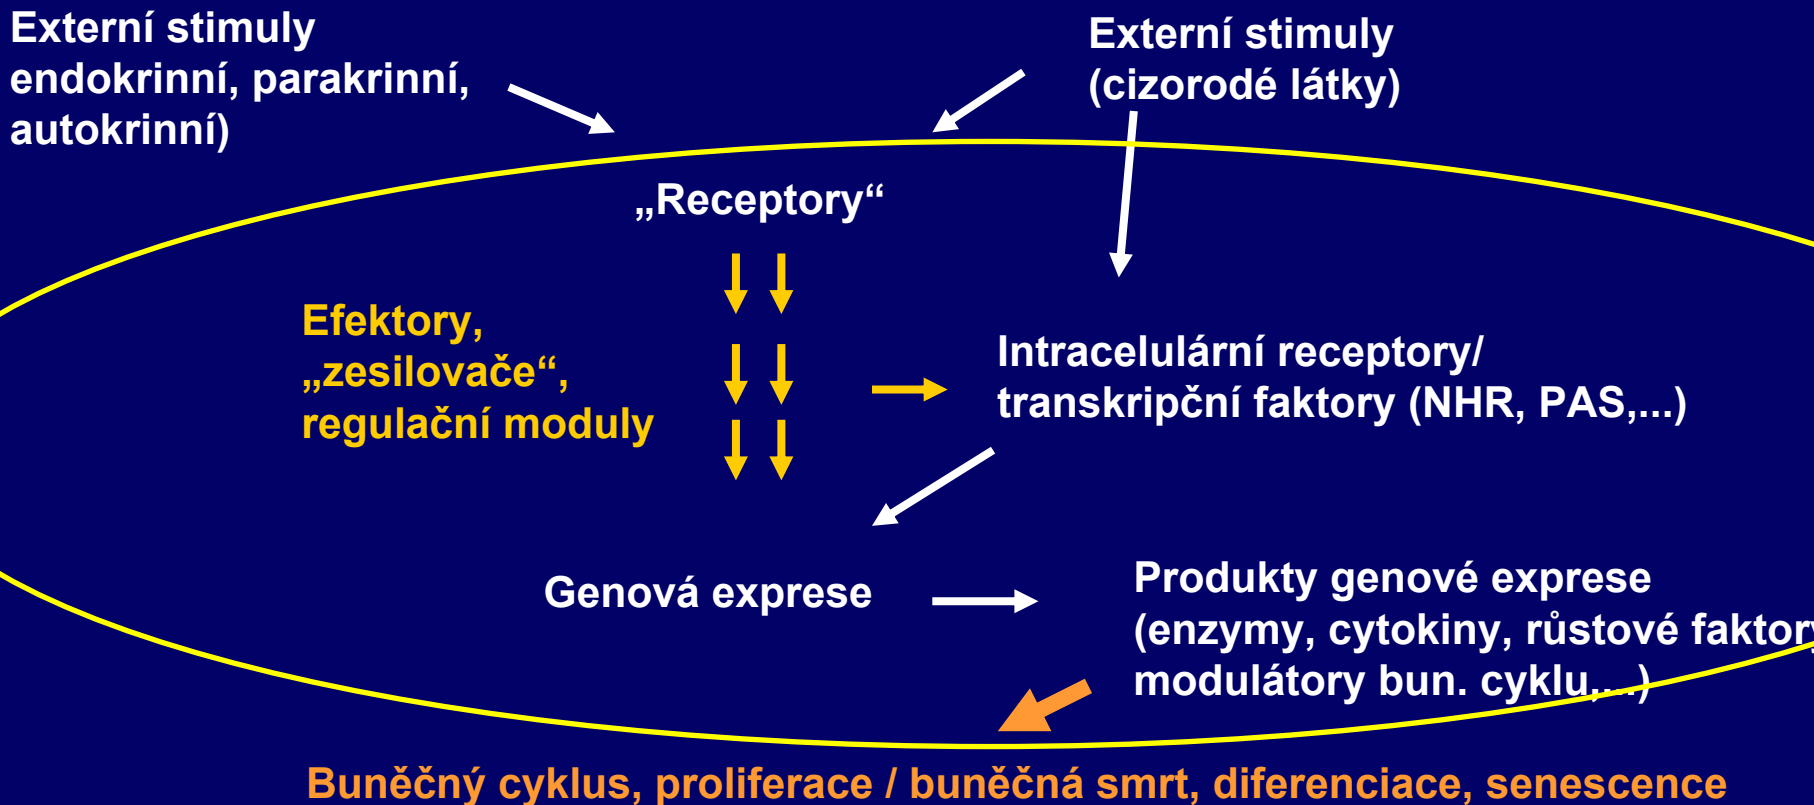 Externí stimuly
endokrinní, parakrinní,
autokrinní)
Externí stimuly
(cizorodé látky)
„Receptory“
Efektory,
„zesilovače“,
regulační moduly
Intracelulární receptory/
transkripční faktory (NHR, PAS,...)
Genová exprese
Produkty genové exprese
(enzymy, cytokiny, růstové faktory
modulátory bun. cyklu,...)
Buněčný cyklus, proliferace / buněčná smrt, diferenciace, senescence